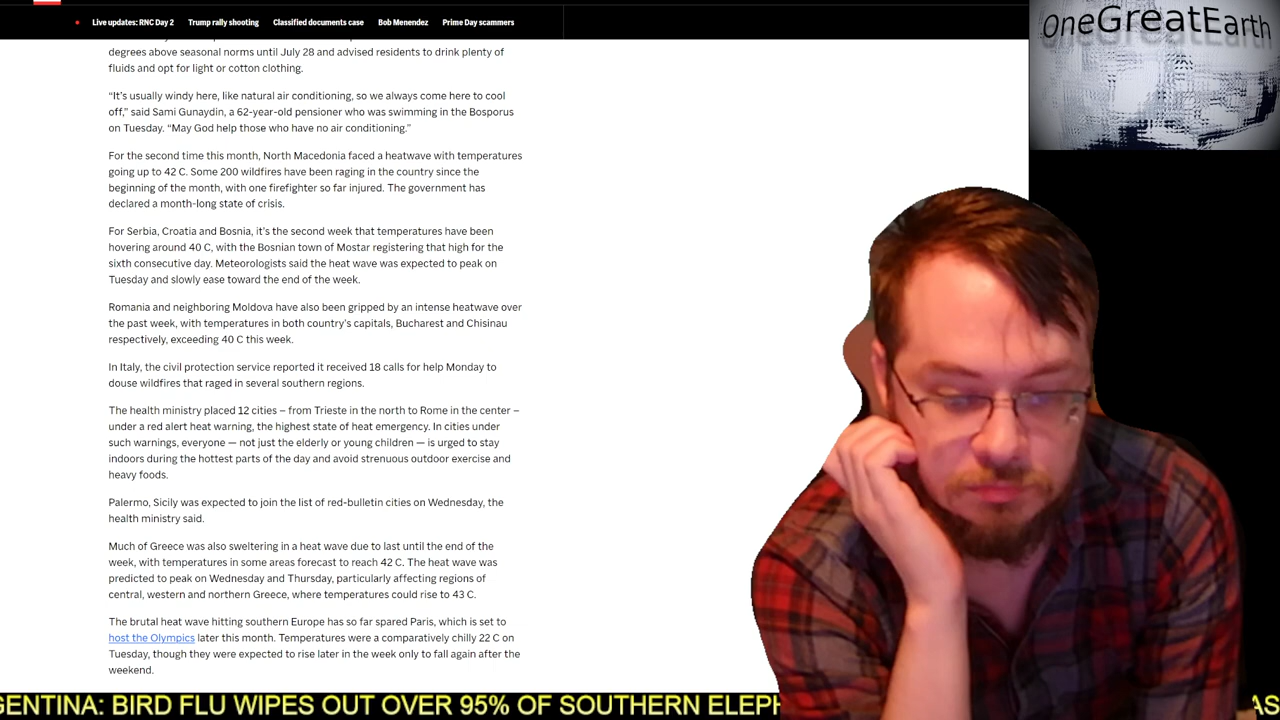 Live updates: RNC Day 2 Trump rally shooting Classified documents case Bob Menendez Prime Day scammers
OneGreatEarth
degrees above seasonal norms until July 28 and advised residents to drink plenty of
fluids and opt for light or cotton clothing.
“It’s usually windy here, like natural air conditioning, so we always come here to cool
off,” said Sami Gunaydin, a 62-year-old pensioner who was swimming in the Bosporus
on Tuesday. “May God help those who have no air conditioning.”
For the second time this month, North Macedonia faced a heatwave with temperatures
going up to 42 C. Some 200 wildfires have been raging in the country since the
beginning of the month, with one firefighter so far injured. The government has
declared a month-long state of crisis.
For Serbia, Croatia and Bosnia, it’s the second week that temperatures have been
hovering around 40 C, with the Bosnian town of Mostar registering that high for the
sixth consecutive day. Meteorologists said the heat wave was expected to peak on
Tuesday and slowly ease toward the end of the week.
Romania and neighboring Moldova have also been gripped by an intense heatwave over
the past week, with temperatures in both country’s capitals, Bucharest and Chisinau
respectively, exceeding 40 C this week.
In Italy, the civil protection service reported it received 18 calls for help Monday to
douse wildfires that raged in several southern regions.
The health ministry placed 12 cities – from Trieste in the north to Rome in the center –
under a red alert heat warning, the highest state of heat emergency. In cities under
such warnings, everyone — not just the elderly or young children — is urged to stay
indoors during the hottest parts of the day and avoid strenuous outdoor exercise and
heavy foods.
Palermo, Sicily was expected to join the list of red-bulletin cities on Wednesday, the
health ministry said.
Much of Greece was also sweltering in a heat wave due to last until the end of the
week, with temperatures in some areas forecast to reach 42 C. The heat wave was
predicted to peak on Wednesday and Thursday, particularly affecting regions of
central, western and northern Greece, where temperatures could rise to 43 C.
The brutal heat wave hitting southern Europe has so far spared Paris, which is set to
host the Olympics later this month. Temperatures were a comparatively chilly 22 C on
Tuesday, though they were expected to rise later in the week only to fall again after the
weekend.
GENTINA: BIRD FLU WIPES OUT OVER 95% OF SOUTHERN ELEPH AS